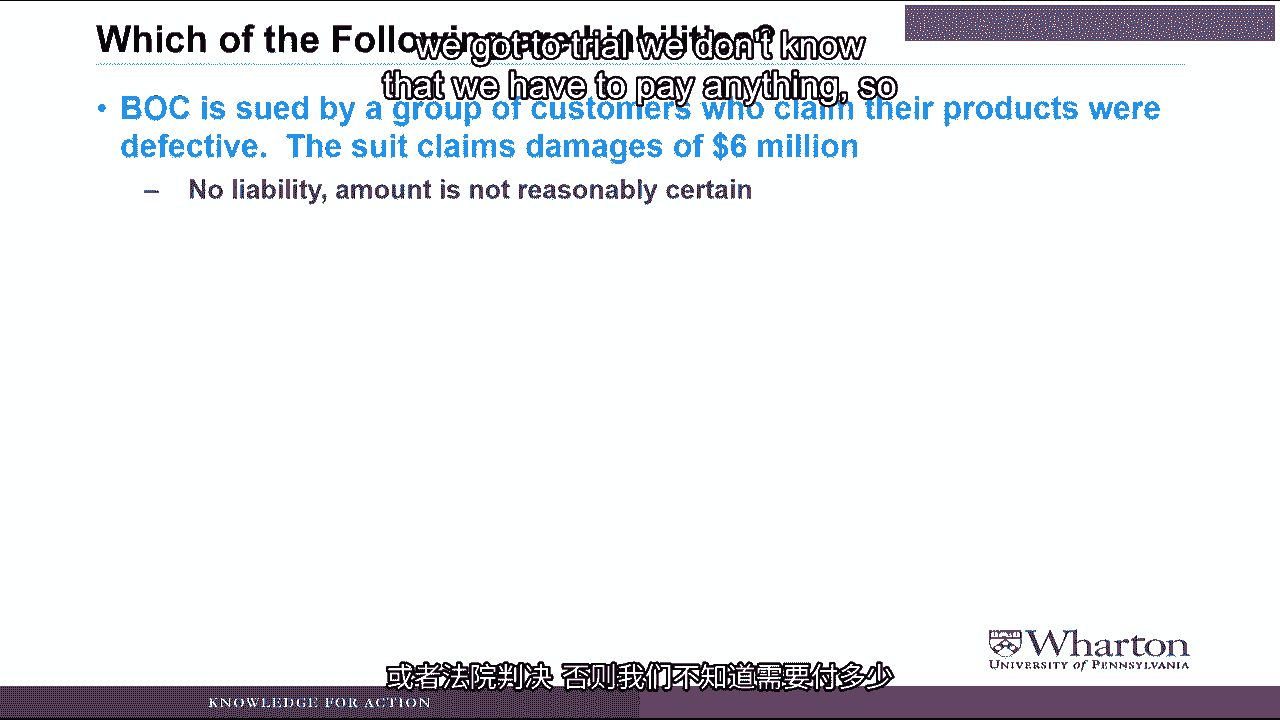 Which of the Following are Liabilities?
we got to trial we don't know
that we have to pay anything, so
• BOC is sued by a group of customers who claim their products were
defective. The suit claims damages of $6 million
– No liability, amount is not reasonably certain
Wharton
UNIVERSITY of PENNSYLVANIA
或者法院判决 否则我们不知道需要付多少
KNOWLEDGE FOR ACTION